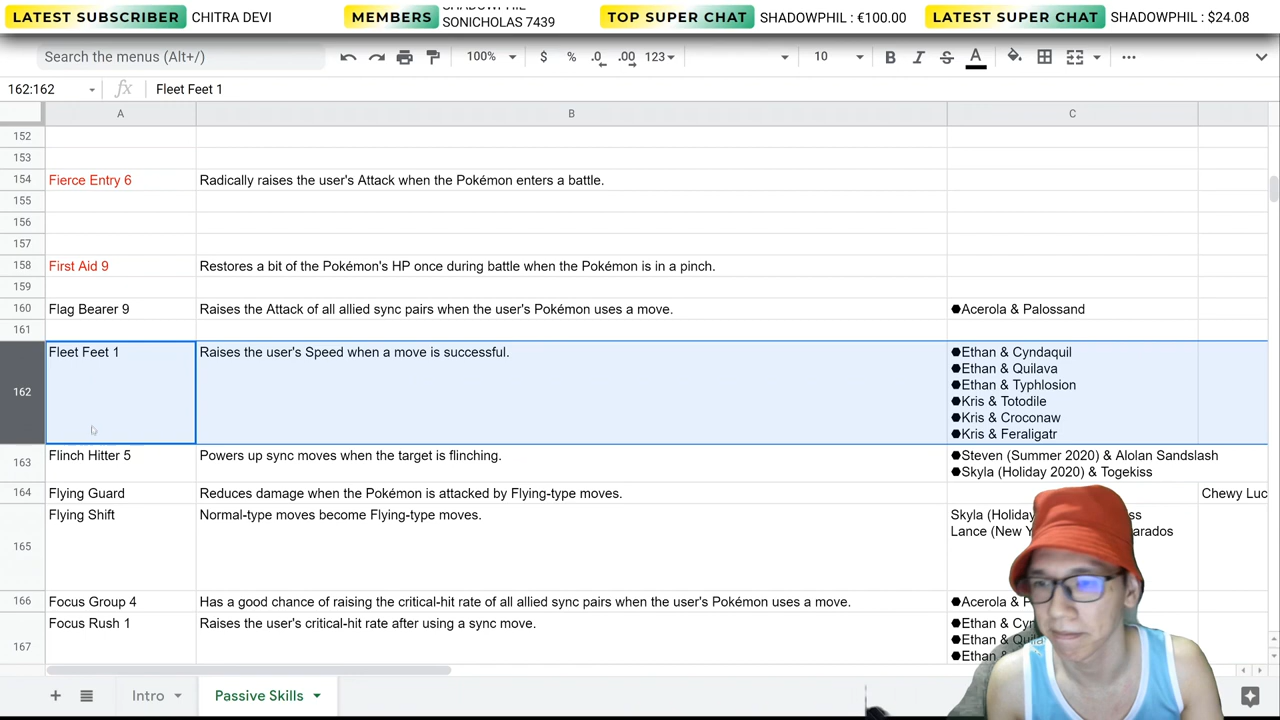 LATEST SUBSCRIBER CHITRA DEVI MEMBERS SHADOWPHIL SONICHOLAS 7439 TOP SUPER CHAT SHADOWPHIL : €100.00 LATEST SUPER CHAT SHADOWPHIL : $24.08
Search the menus (Alt+/) 100% $ % .0 .00 123 10 B I S A
162:162 fx Fleet Feet 1
A B C
152
153
154 Fierce Entry 6 Radically raises the user's Attack when the Pokémon enters a battle.
155
156
157
158 First Aid 9 Restores a bit of the Pokémon's HP once during battle when the Pokémon is in a pinch.
159
160 Flag Bearer 9 Raises the Attack of all allied sync pairs when the user's Pokémon uses a move. ●Acerola & Palossand
161
Fleet Feet 1 Raises the user's Speed when a move is successful. ●Ethan & Cyndaquil
●Ethan & Quilava
162 ●Ethan & Typhlosion
●Kris & Totodile
●Kris & Croconaw
●Kris & Feraligatr
163 Flinch Hitter 5 Powers up sync moves when the target is flinching. ●Steven (Summer 2020) & Alolan Sandslash
●Skyla (Holiday 2020) & Togekiss
164 Flying Guard Reduces damage when the Pokémon is attacked by Flying-type moves. Chewy Luc
165 Flying Shift Normal-type moves become Flying-type moves. Skyla (Holiday
Lance (New
166 Focus Group 4 Has a good chance of raising the critical-hit rate of all allied sync pairs when the user's Pokémon uses a move. ●Acerola &
167 Focus Rush 1 Raises the user's critical-hit rate after using a sync move. ●Ethan &
●Ethan &
●Ethan
+ Intro Passive Skills